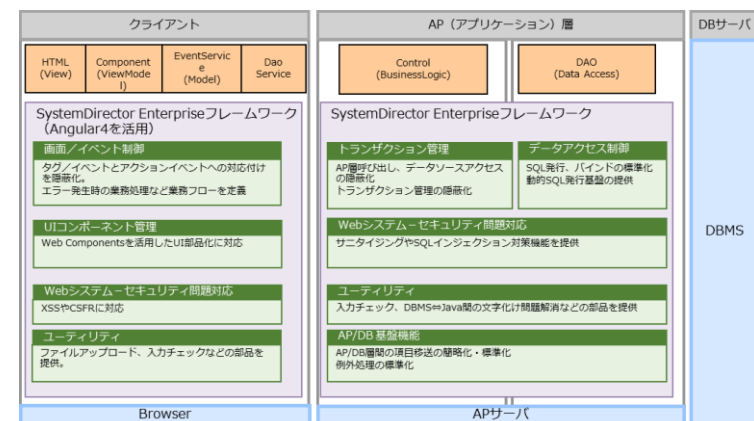 クライアント
AP（アプリケーション）層
DBサーバ
HTML
(View)
Component
(ViewMode
l)
EventServic
e
(Model)
Dao
Service
Control
(BusinessLogic)
DAO
(Data Access)
SystemDirector Enterpriseフレームワーク
（Angular4を活用）
画面／イベント制御
タグ／イベントとアクションイベントへの対応付け
を隠蔽化。
エラー発生時の業務処理など業務フローを定義
UIコンポーネント管理
Web Componentsを活用したUI部品化に対応
Webシステム－セキュリティ問題対応
XSSやCSFRに対応
ユーティリティ
ファイルアップロード、入力チェックなどの部品を
提供。
Browser
SystemDirector Enterpriseフレームワーク
トランザクション管理
AP層呼び出し、データソースアクセス
の隠蔽化
トランザクション管理の隠蔽化
データアクセス制御
SQL発行、バインドの標準化
動的SQL発行基盤の提供
Webシステム－セキュリティ問題対応
サニタイジングやSQLインジェクション対策機能を提供
ユーティリティ
入力チェック、DBMS⇔Java間の文字化け問題解消などの部品を提供
AP/DB 基盤機能
AP/DB層間の項目移送の簡略化・標準化
例外処理の標準化
APサーバ
DBMS